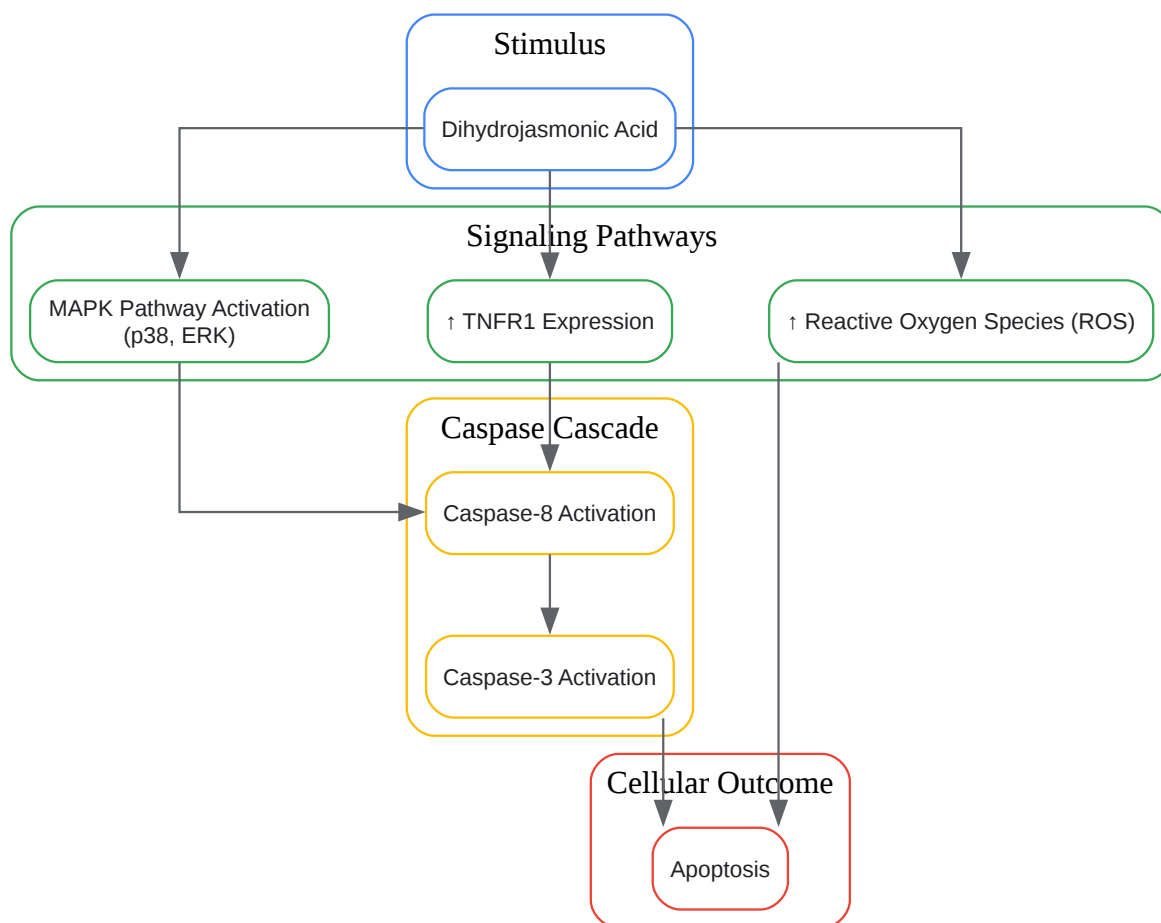 Stimulus
Dihydrojasmonic Acid
Signaling Pathways
MAPK Pathway Activation
(p38, ERK)
↑ TNFR1 Expression
↑ Reactive Oxygen Species (ROS)
Caspase Cascade
Caspase-8 Activation
Caspase-3 Activation
Cellular Outcome
Apoptosis